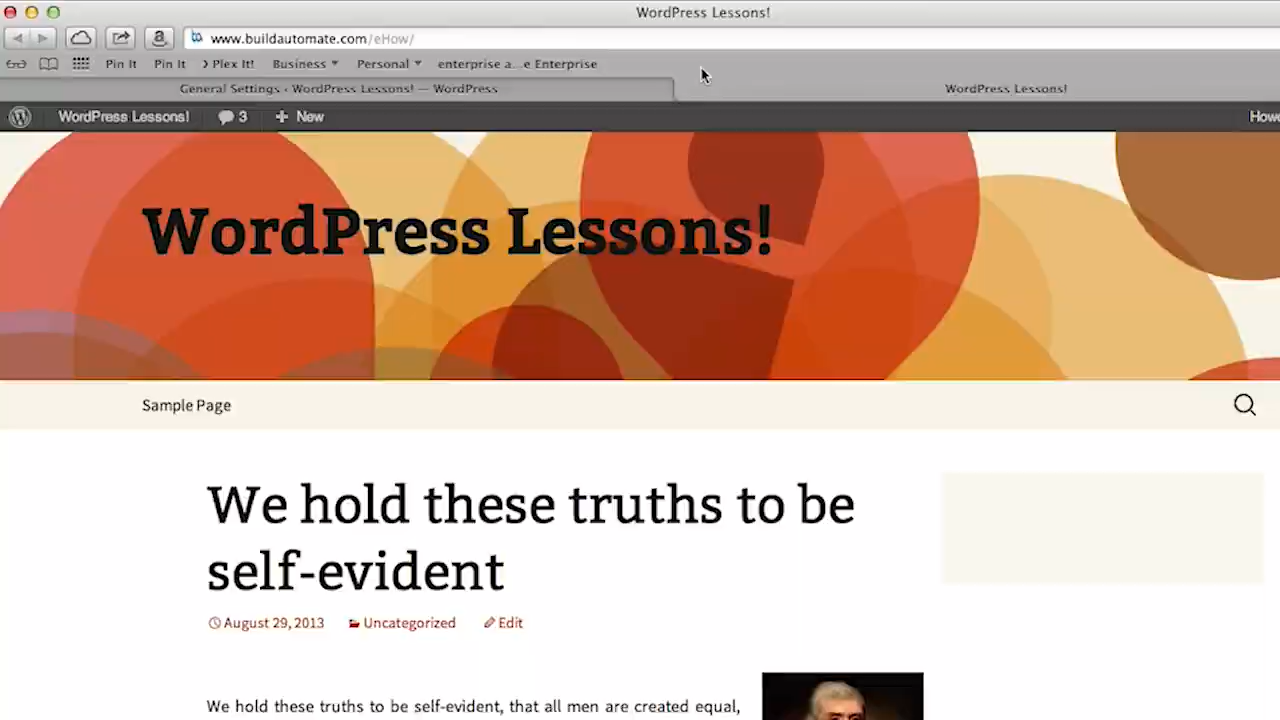 WordPress Lessons!
www.buildautomate.com/eHow/
Pin It Pin It › Plex It! Business Personal enterprise a...e Enterprise
General Settings ‹ WordPress Lessons! — WordPress WordPress Lessons!
WordPress Lessons! 3 + New Howe
WordPress Lessons!
Sample Page
We hold these truths to be
self-evident
August 29, 2013 Uncategorized Edit
We hold these truths to be self-evident, that all men are created equal,